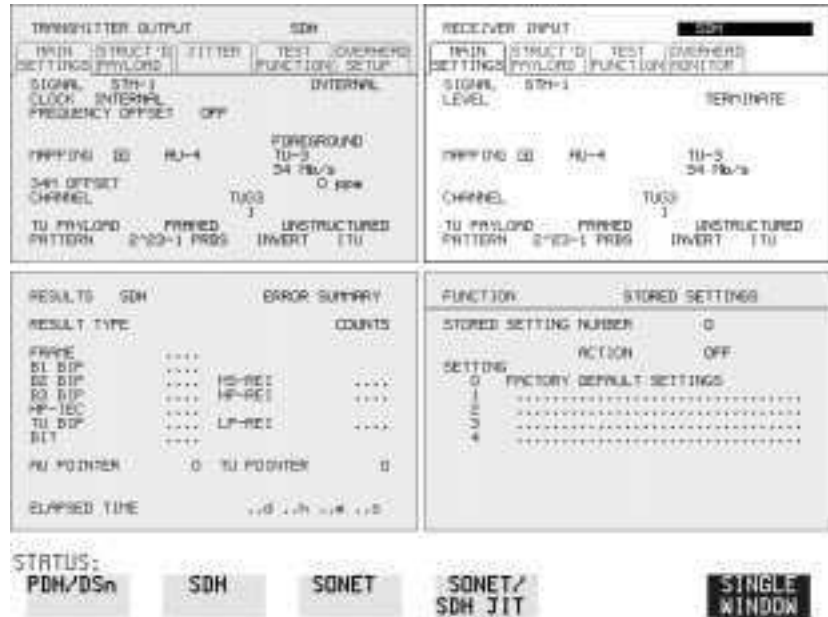 TRANSMITTER OUTPUT SDH
MAIN STRUCT'D JITTER TEST OVERHEAD
SETTINGS PAYLOAD FUNCTION SETUP
SIGNAL STM-1 INTERNAL
CLOCK INTERNAL
FREQUENCY OFFSET OFF
FOREGROUND
MAPPING AU-4 TU-3
34 Mb/s
34M OFFSET 0 ppm
CHANNEL TUG3
1
TU PAYLOAD FRAMED UNSTRUCTURED
PATTERN 2^23-1 PRBS INVERT ITU
RECEIVER INPUT SDH
MAIN STRUCT'D TEST OVERHEAD
SETTINGS PAYLOAD FUNCTION MONITOR
SIGNAL STM-1
LEVEL TERMINATE
MAPPING AU-4 TU-3
34 Mb/s
CHANNEL TUG3
1
TU PAYLOAD FRAMED UNSTRUCTURED
PATTERN 2^23-1 PRBS INVERT ITU
RESULTS SDH ERROR SUMMARY
RESULT TYPE COUNTS
FRAME ....
B1 BIP ....
B2 BIP .... MS-REI ....
B3 BIP .... HP-REI ....
HP-IEC ....
TU BIP .... LP-REI ....
BIT ....
AU POINTER 0 TU POINTER 0
ELAPSED TIME ..d ..h ..m ..s
FUNCTION STORED SETTINGS
STORED SETTING NUMBER 0
ACTION OFF
SETTING
0 FACTORY DEFAULT SETTINGS
1 ..............................
2 ..............................
3 ..............................
4 ..............................
STATUS:
PDH/DSn SDH SONET SONET/ SDH JIT SINGLE WINDOW